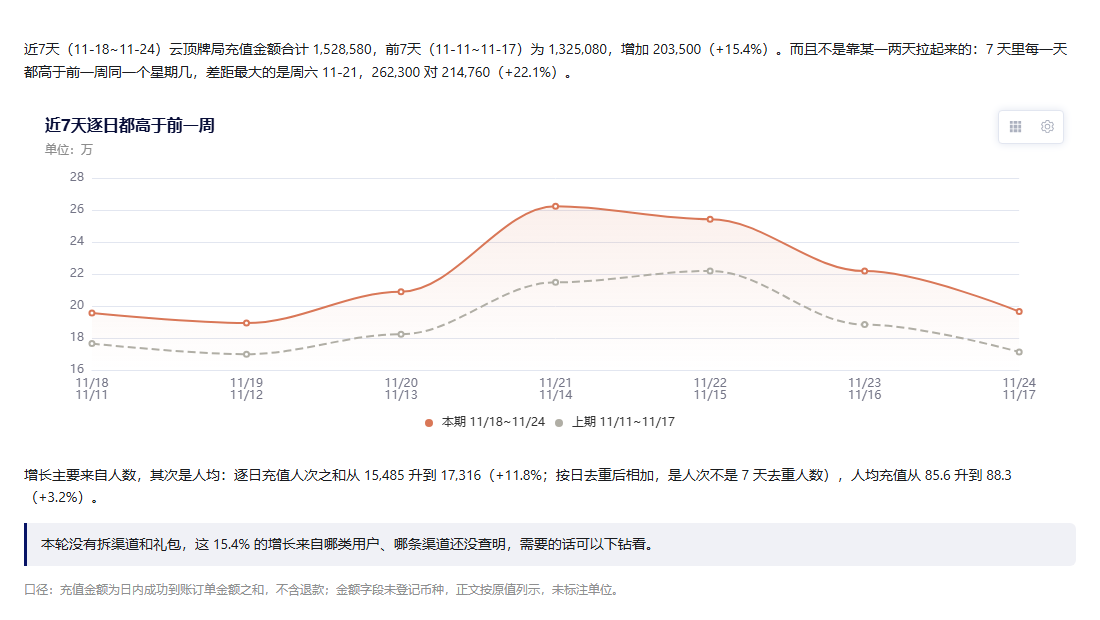 近7天（11-18~11-24）云顶牌局充值金额合计 1,528,580，前7天（11-11~11-17）为 1,325,080，增加 203,500（+15.4%）。而且不是靠某一两天拉起来的：7 天里每一天
都高于前一周同一个星期几，差距最大的是周六 11-21，262,300 对 214,760（+22.1%）。
近7天逐日都高于前一周
单位：万
28
26
24
22
20
18
16
11/18 11/19 11/20 11/21 11/22 11/23 11/24
11/11 11/12 11/13 11/14 11/15 11/16 11/17
本期 11/18~11/24 上期 11/11~11/17
增长主要来自人数，其次是人均：逐日充值人次之和从 15,485 升到 17,316（+11.8%；按日去重后相加，是人次不是 7 天去重人数），人均充值从 85.6 升到 88.3
（+3.2%）。
本轮没有拆渠道和礼包，这 15.4% 的增长来自哪类用户、哪条渠道还没查明，需要的话可以下钻看。
口径：充值金额为日内成功到账订单金额之和，不含退款；金额字段未登记币种，正文按原值列示，未标注单位。